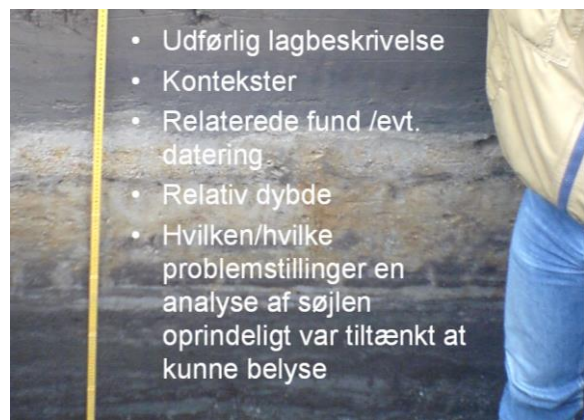 • Udførlig lagbeskrivelse
• Kontekster
• Relaterede fund /evt.
datering
• Relativ dybde
• Hvilken/hvilke
problemstillinger en
analyse af søjlen
oprindeligt var tiltænkt at
kunne belyse